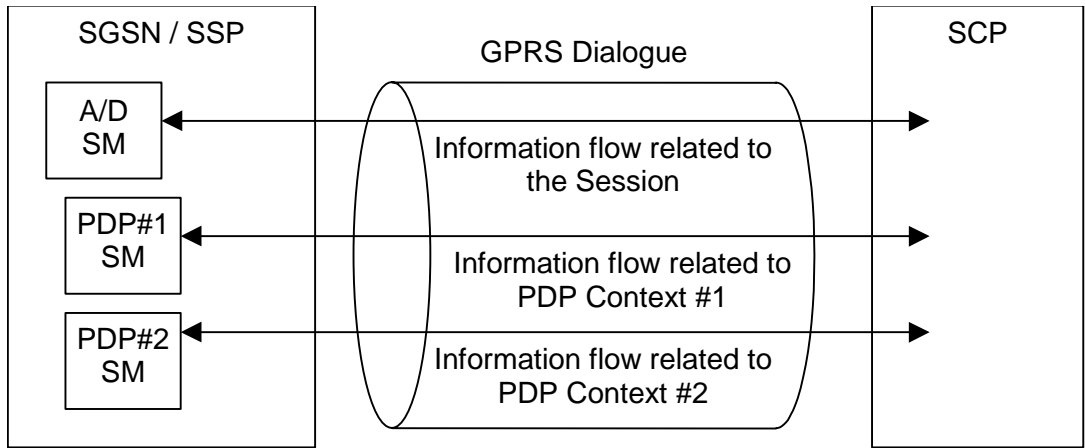 SGSN / SSP
SCP
GPRS Dialogue
A/D
SM
Information flow related to
the Session
PDP#1
SM
Information flow related to
PDP Context #1
PDP#2
SM
Information flow related to
PDP Context #2